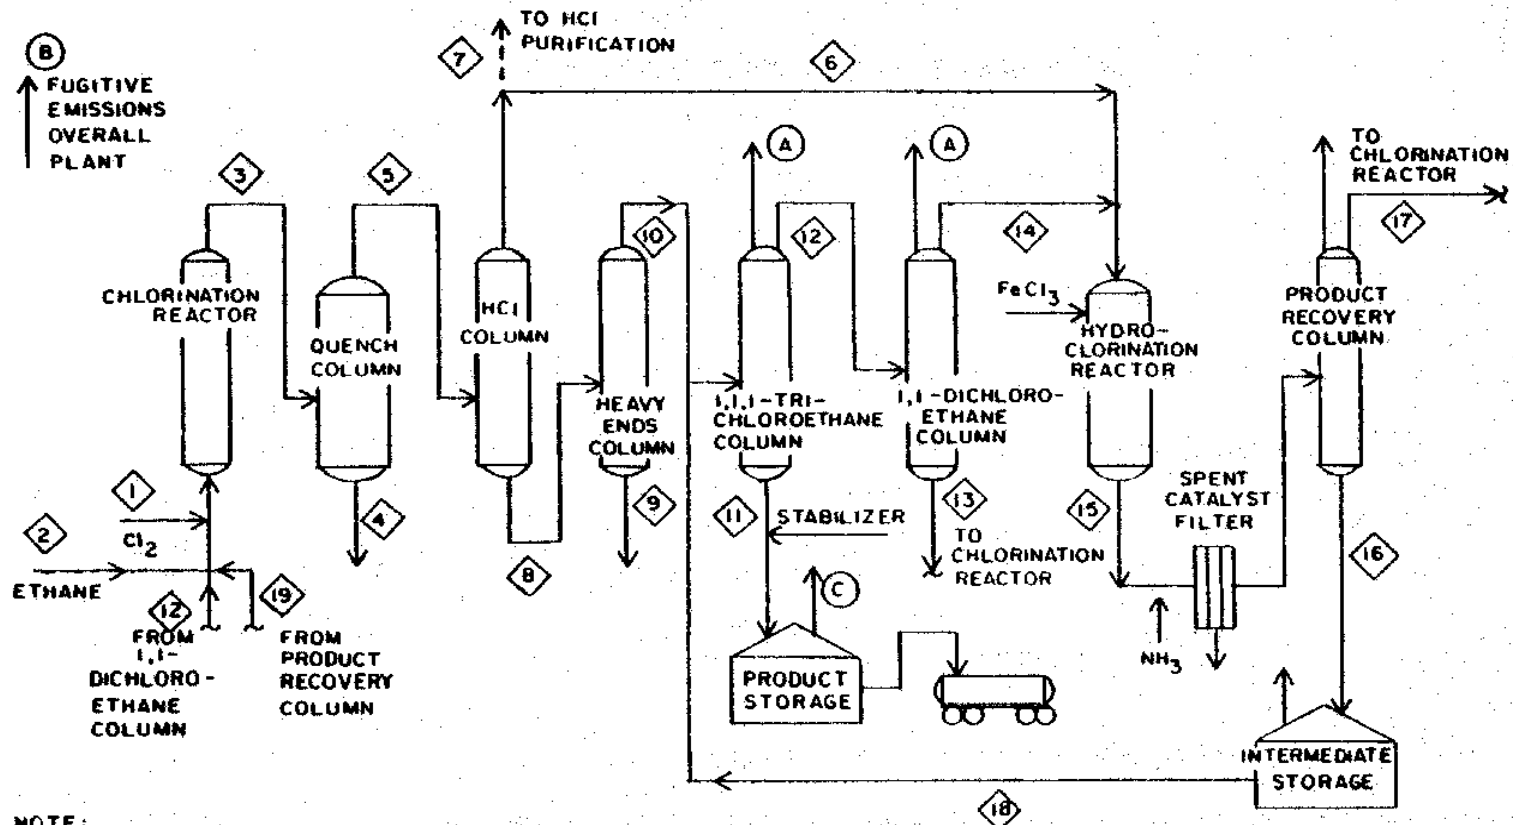 B
FUGITIVE
EMISSIONS
OVERALL
PLANT
TO HCl
PURIFICATION
7
6
3
5
A
A
TO
CHLORINATION
REACTOR
17
10
12
14
CHLORINATION
REACTOR
QUENCH
COLUMN
HCl
COLUMN
HEAVY
ENDS
COLUMN
1,1,1-TRI-
CHLOROETHANE
COLUMN
1,1-DICHLORO-
ETHANE
COLUMN
FeCl3
HYDRO-
CLORINATION
REACTOR
PRODUCT
RECOVERY
COLUMN
1
Cl2
2
ETHANE
4
8
9
11
STABILIZER
13
TO
CHLORINATION
REACTOR
15
SPENT
CATALYST
FILTER
16
NH3
12
FROM
1,1-
DICHLORO-
ETHANE
COLUMN
19
FROM
PRODUCT
RECOVERY
COLUMN
C
PRODUCT
STORAGE
INTERMEDIATE
STORAGE
18
NOTE: